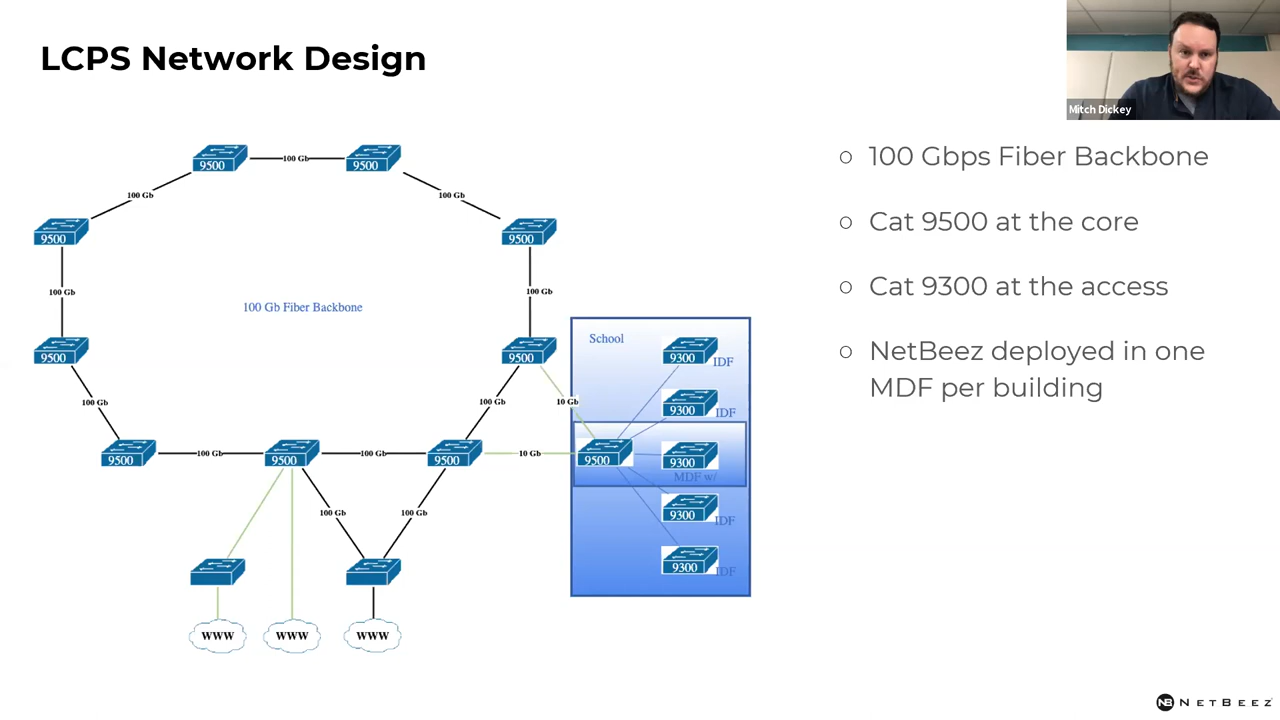 LCPS Network Design
Mitch Dickey
9500
100 Gb
9500
100 Gb
100 Gb
9500
9500
100 Gb
100 Gb
100 Gb Fiber Backbone
9500
9500
100 Gb
100 Gb
10 Gb
9500
100 Gb
9500
100 Gb
9500
10 Gb
100 Gb
100 Gb
WWW
WWW
WWW
School
9300
IDF
9300
IDF
9500
9300
MDF w/
9300
IDF
9300
IDF
○ 100 Gbps Fiber Backbone
○ Cat 9500 at the core
○ Cat 9300 at the access
○ NetBeez deployed in one
MDF per building
NB NETBEEZ